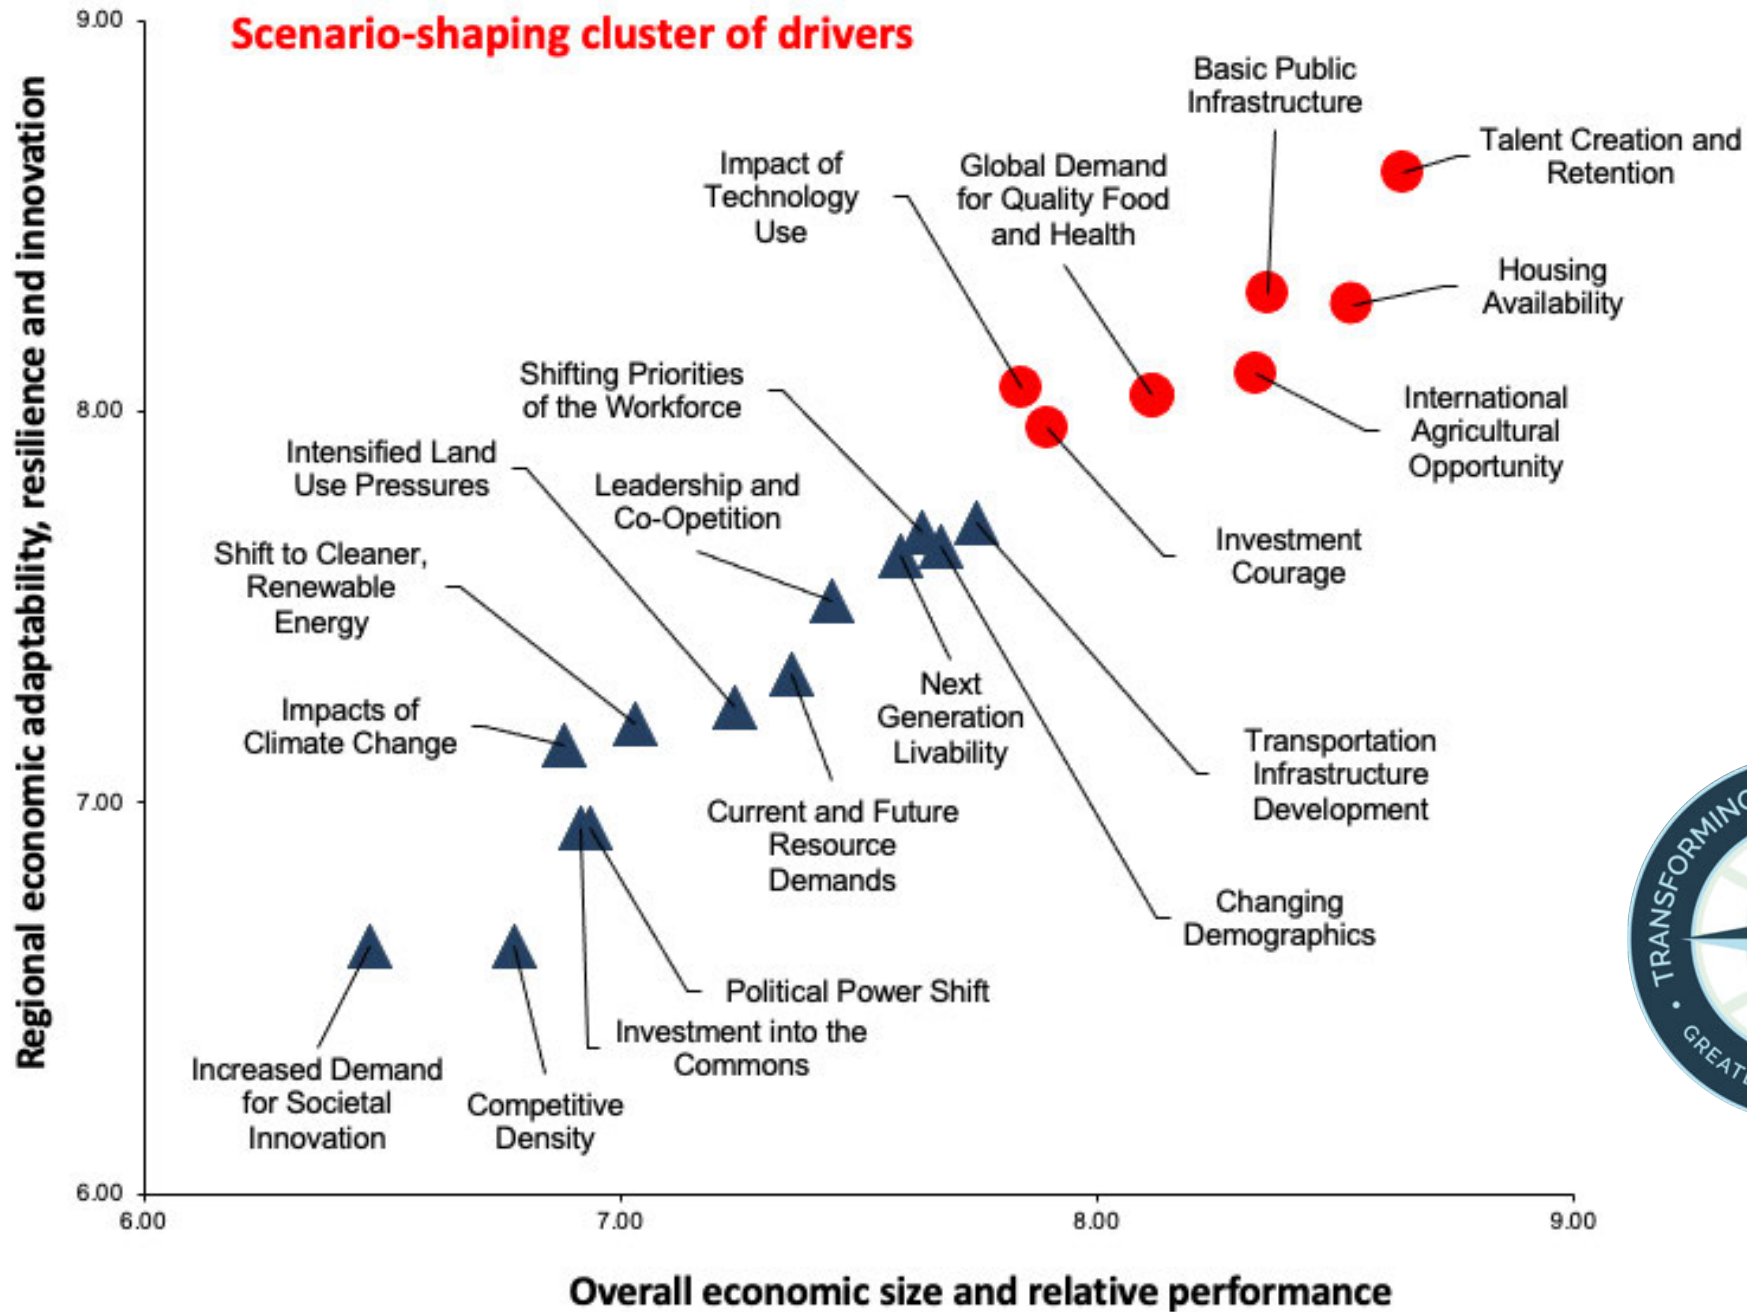 Scenario-shaping cluster of drivers
9.00
8.00
7.00
6.00
Regional economic adaptability, resilience and innovation
Basic Public
Infrastructure
Talent Creation and
Retention
Impact of
Technology
Use
Global Demand
for Quality Food
and Health
Housing
Availability
Shifting Priorities
of the Workforce
International
Agricultural
Opportunity
Intensified Land
Use Pressures
Leadership and
Co-Opetition
Investment
Courage
Shift to Cleaner,
Renewable
Energy
Next
Generation
Livability
Impacts of
Climate Change
Transportation
Infrastructure
Development
Current and Future
Resource
Demands
Changing
Demographics
Political Power Shift
Investment into the
Commons
Increased Demand
for Societal
Innovation
Competitive
Density
6.00
7.00
8.00
9.00
Overall economic size and relative performance
TRANSFORMING